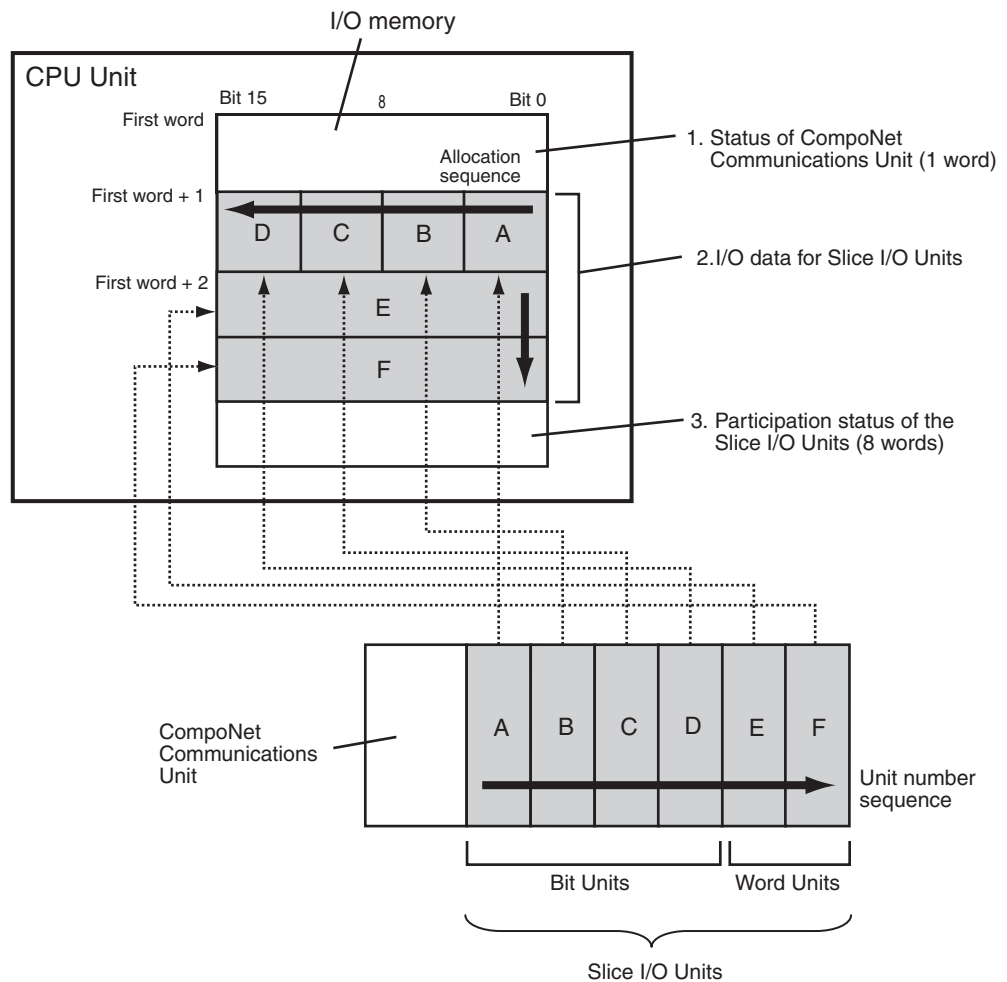 I/O memory
CPU Unit
Bit 15
8
Bit 0
First word
1. Status of CompoNet
Communications Unit (1 word)
Allocation
sequence
First word + 1
D
C
B
A
2.I/O data for Slice I/O Units
First word + 2
E
F
3. Participation status of the
Slice I/O Units (8 words)
CompoNet
Communications
Unit
A
B
C
D
E
F
Unit number
sequence
Bit Units
Word Units
Slice I/O Units